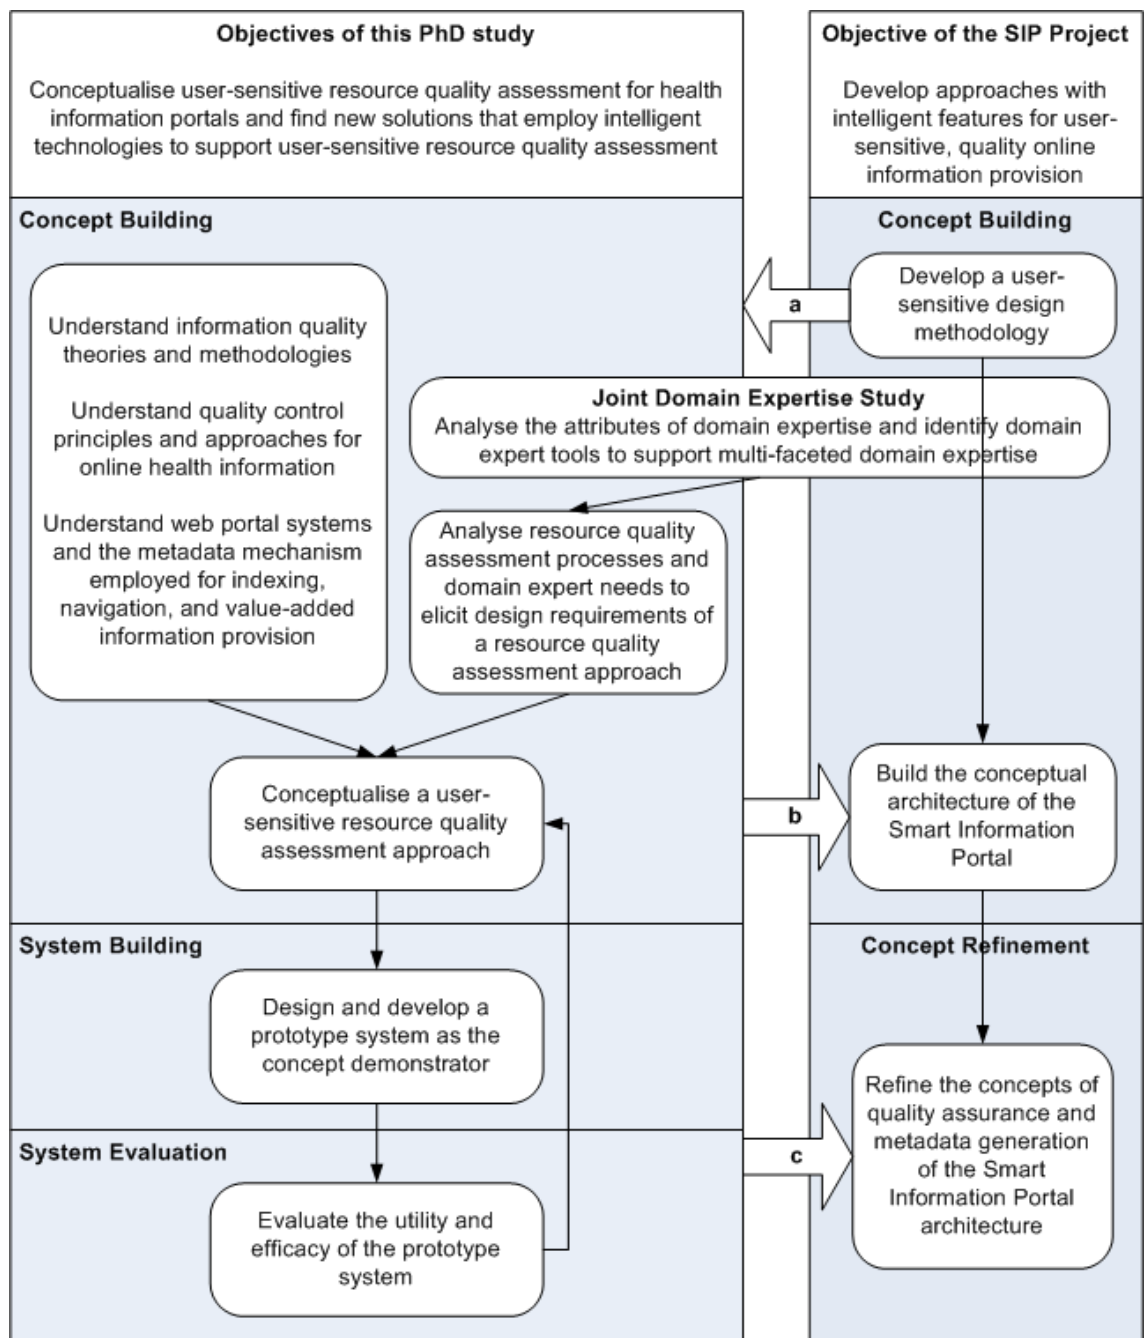 Objectives of this PhD study
Conceptualise user-sensitive resource quality assessment for health
information portals and find new solutions that employ intelligent
technologies to support user-sensitive resource quality assessment
Objective of the SIP Project
Develop approaches with
intelligent features for user-
sensitive, quality online
information provision
Concept Building
Understand information quality
theories and methodologies
Understand quality control
principles and approaches for
online health information
Understand web portal systems
and the metadata mechanism
employed for indexing,
navigation, and value-added
information provision
Concept Building
a
Develop a user-
sensitive design
methodology
Joint Domain Expertise Study
Analyse the attributes of domain expertise and identify domain
expert tools to support multi-faceted domain expertise
Analyse resource quality
assessment processes and
domain expert needs to
elicit design requirements of
a resource quality
assessment approach
Conceptualise a user-
sensitive resource quality
assessment approach
b
Build the conceptual
architecture of the
Smart Information
Portal
System Building
Design and develop a
prototype system as the
concept demonstrator
Concept Refinement
System Evaluation
Evaluate the utility and
efficacy of the prototype
system
c
Refine the concepts of
quality assurance and
metadata generation
of the Smart
Information Portal
architecture